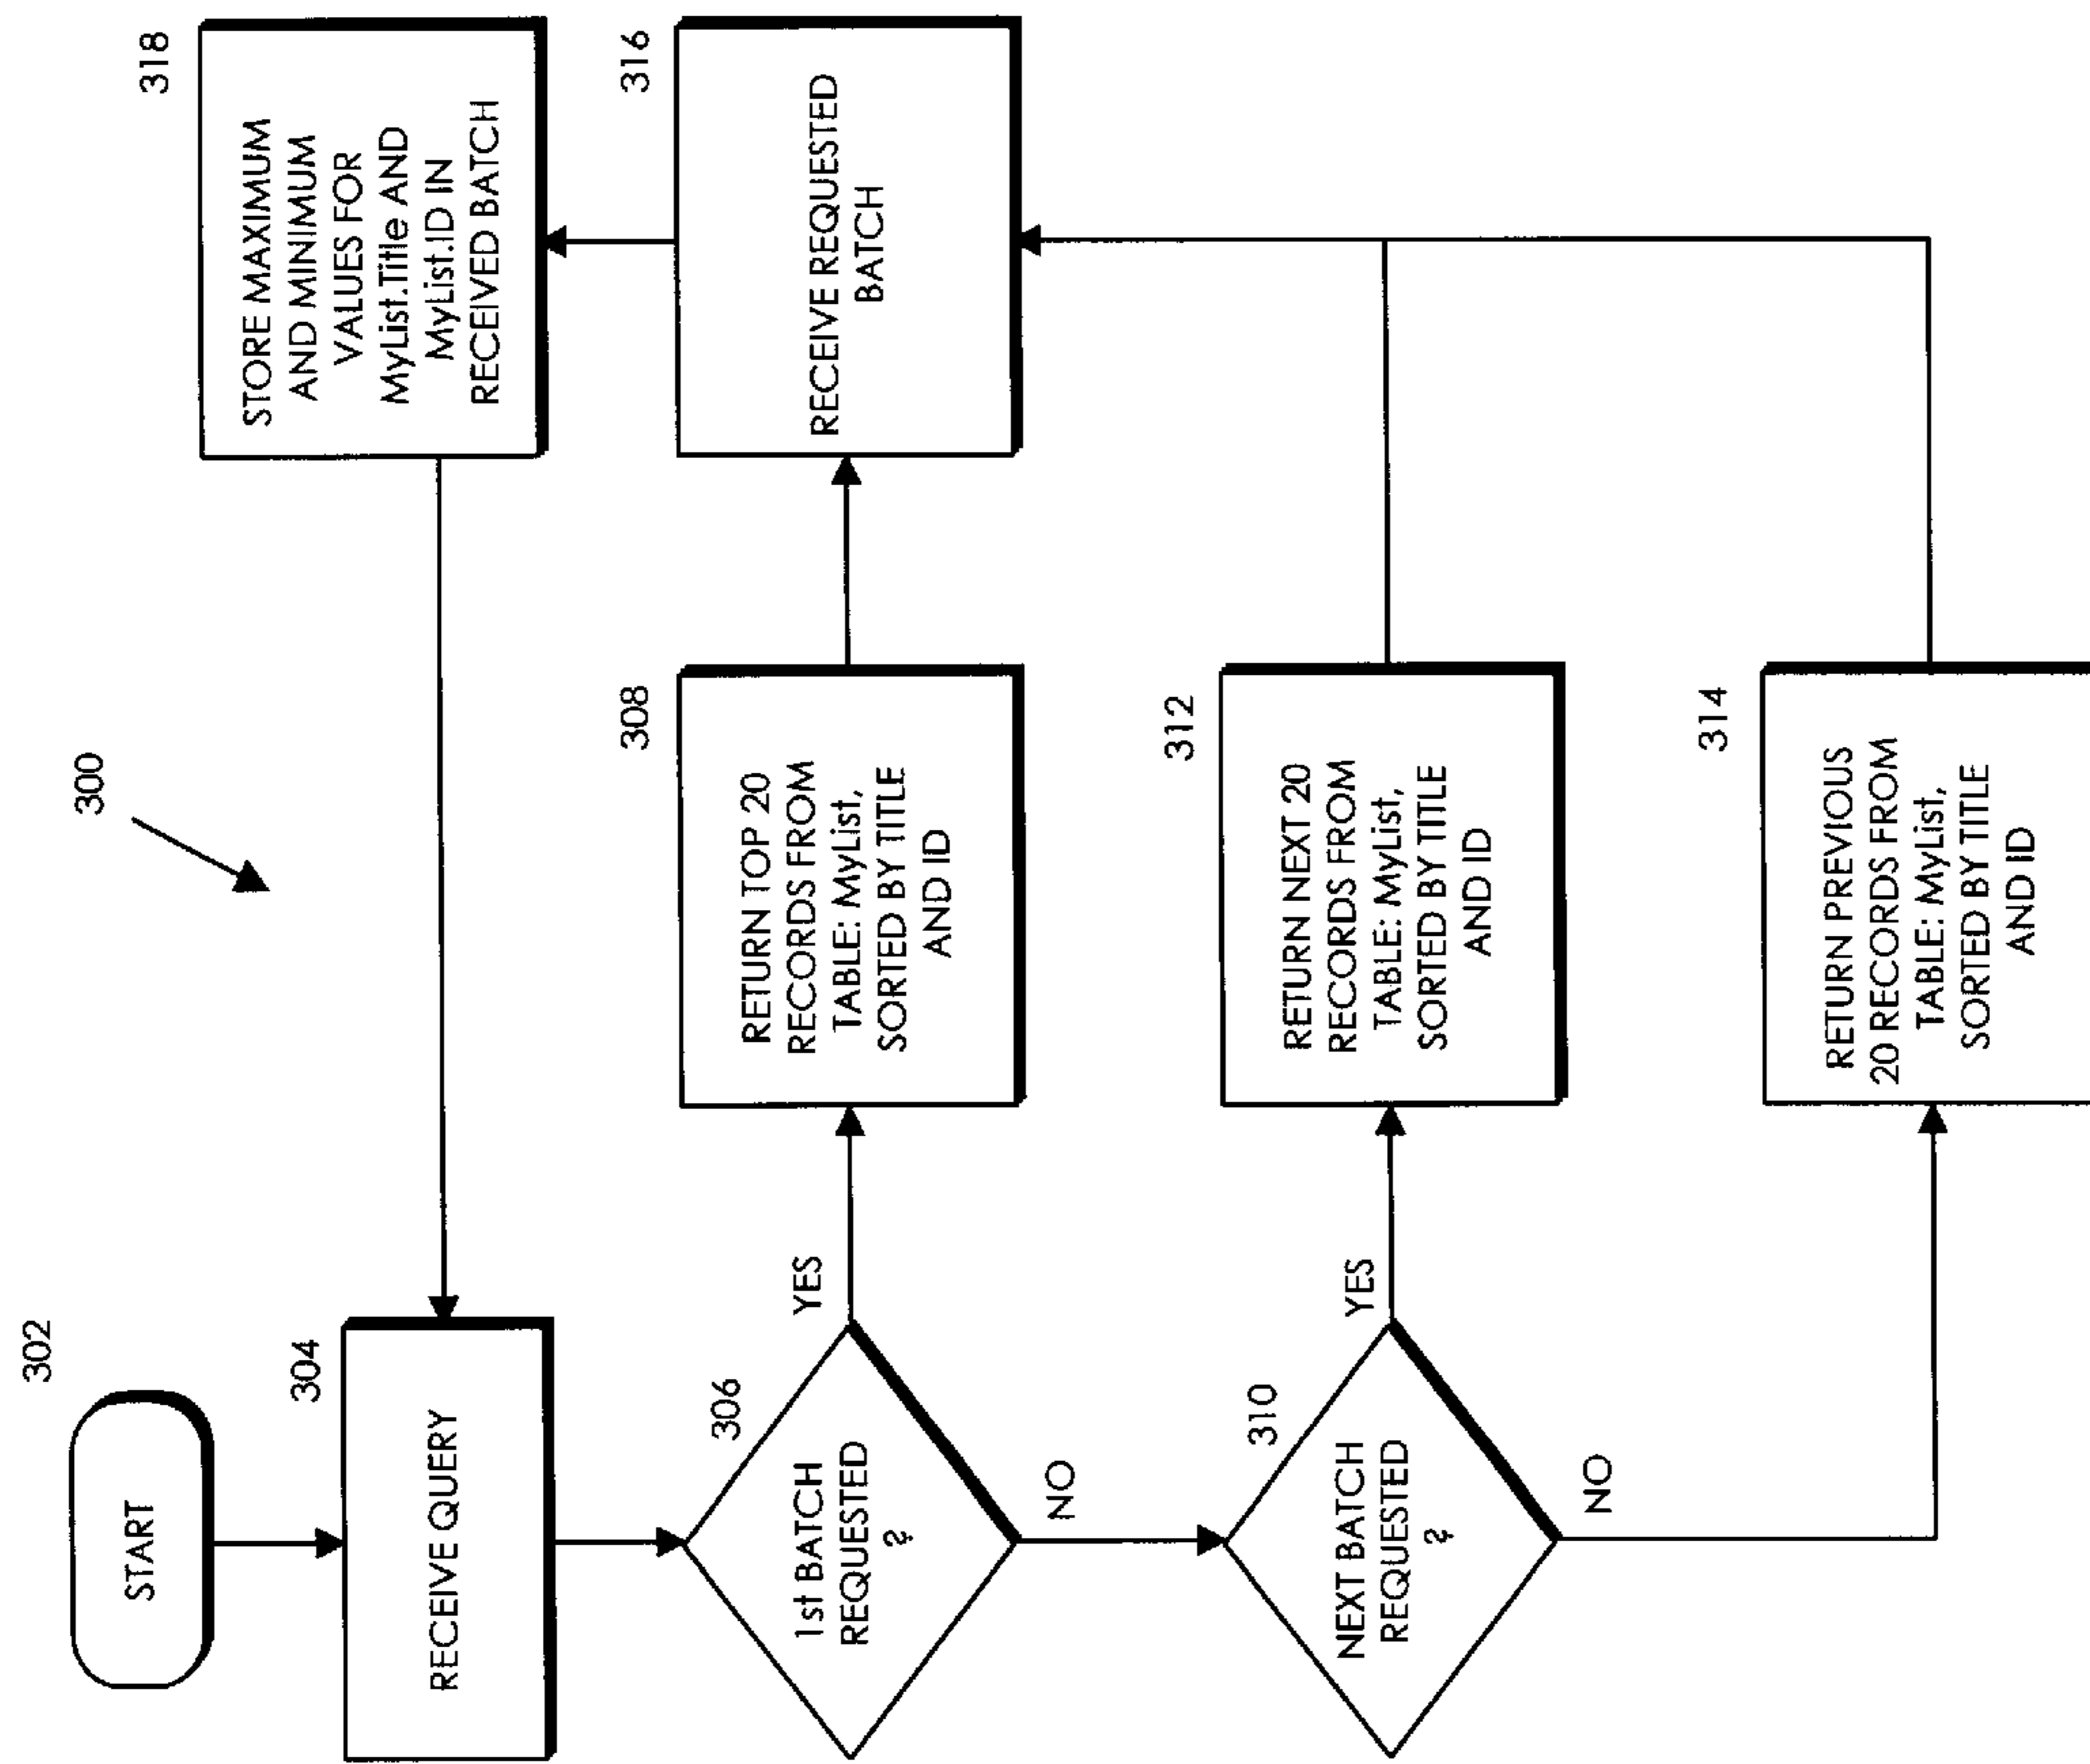 300
302
START
304
RECEIVE QUERY
306
1st BATCH
REQUESTED
?
YES
NO
308
RETURN TOP 20
RECORDS FROM
TABLE: MyList,
SORTED BY TITLE
AND ID
310
NEXT BATCH
REQUESTED
?
YES
NO
312
RETURN NEXT 20
RECORDS FROM
TABLE: MyList,
SORTED BY TITLE
AND ID
314
RETURN PREVIOUS
20 RECORDS FROM
TABLE: MyList,
SORTED BY TITLE
AND ID
316
RECEIVE REQUESTED
BATCH
318
STORE MAXIMUM
AND MINIMUM
VALUES FOR
MyList.Title AND
MyList.ID IN
RECEIVED BATCH